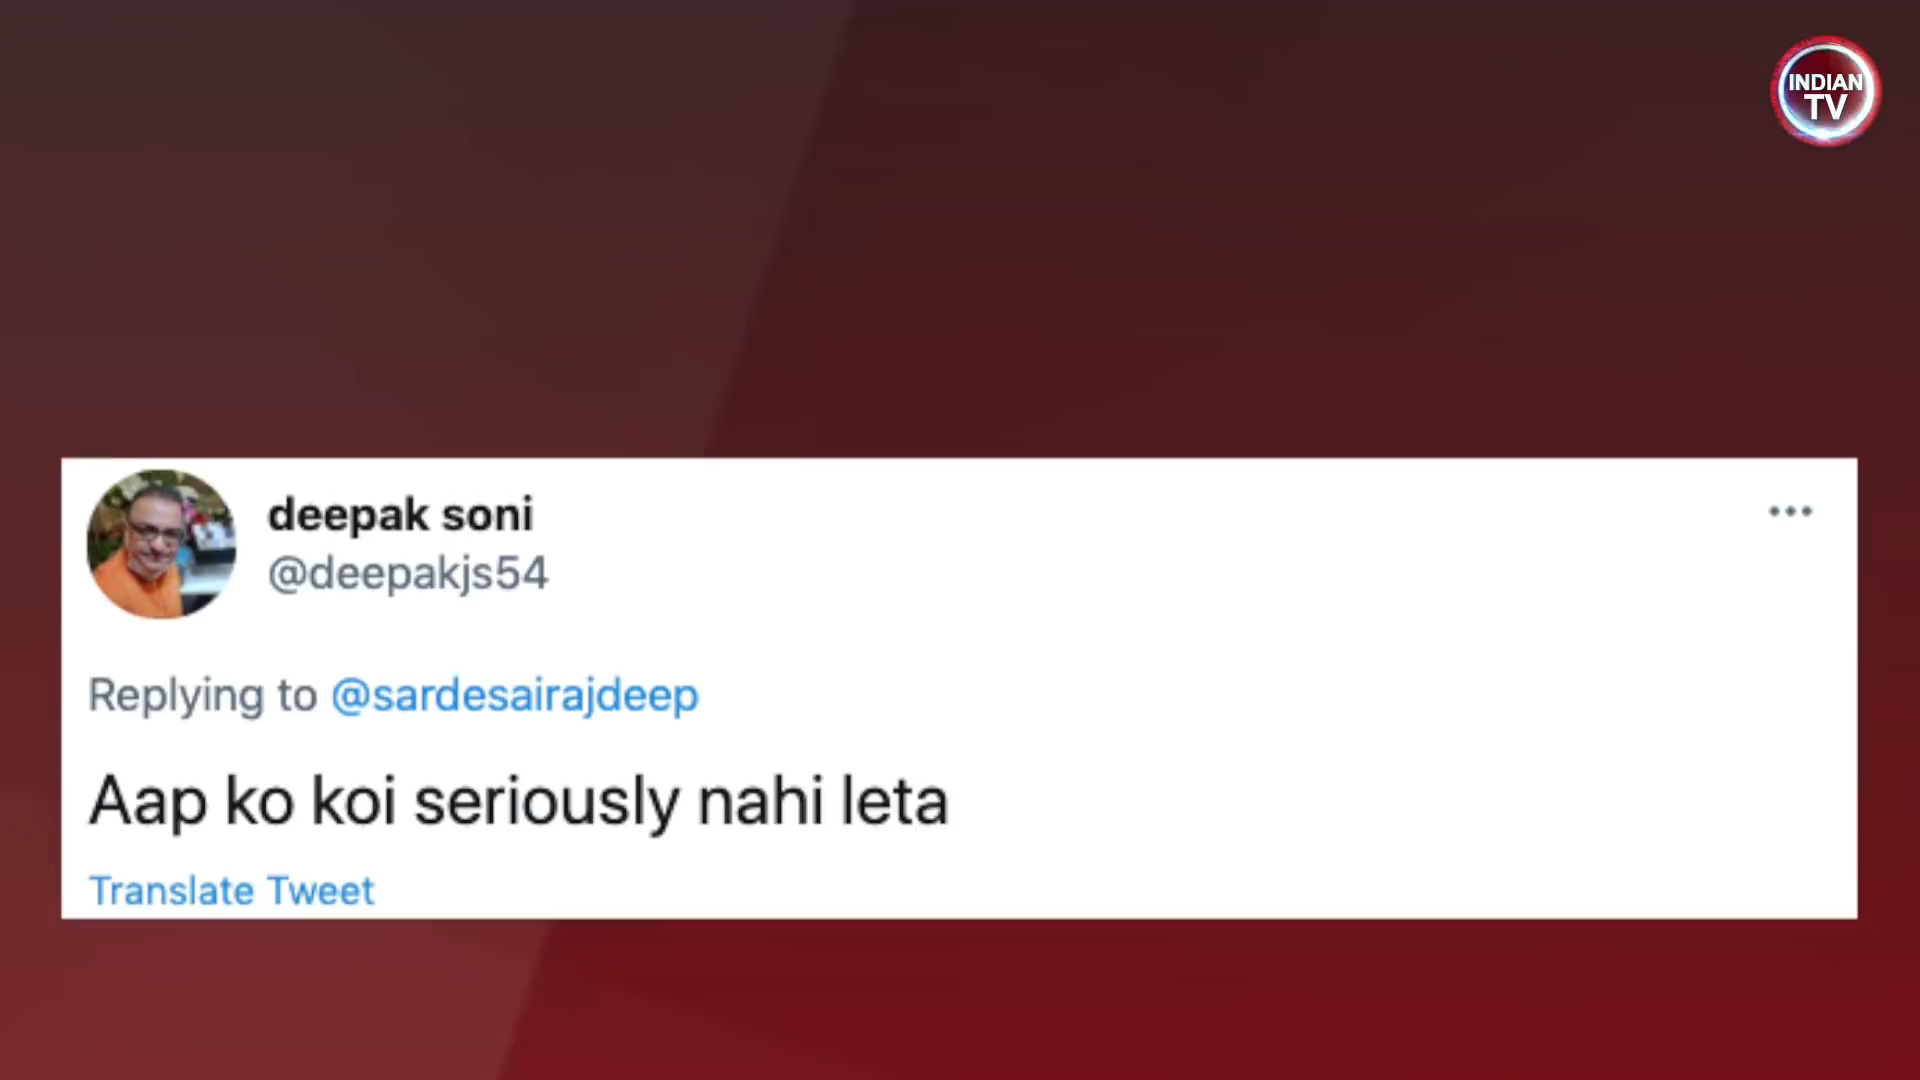 INDIAN
TV
deepak soni
@deepakjs54
Replying to @sardesairajdeep
Aap ko koi seriously nahi leta
Translate Tweet